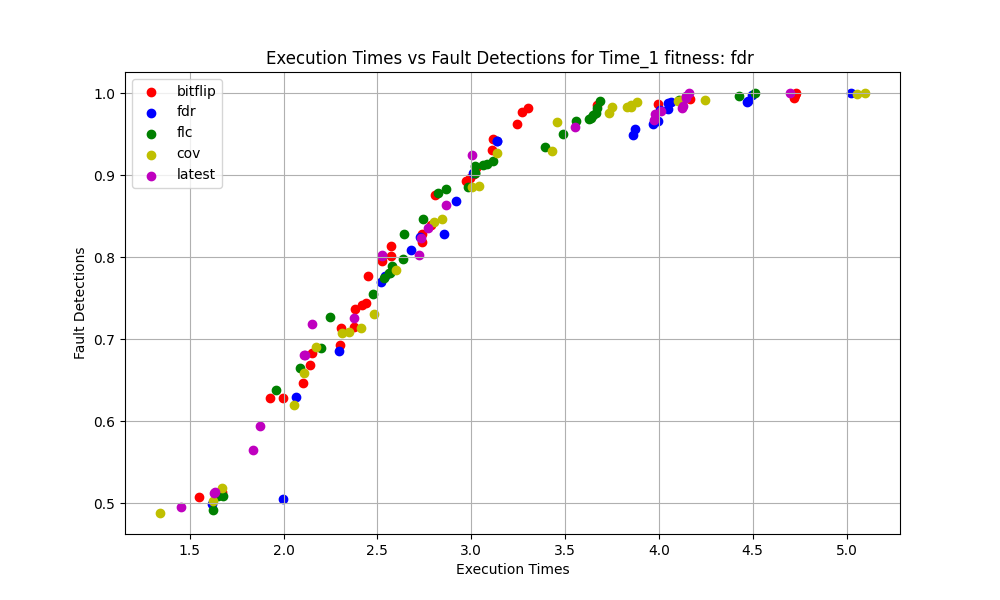 Execution Times vs Fault Detections for Time_1 fitness: fdr
bitflip
fdr
flc
cov
latest
Fault Detections
1.0
0.9
0.8
0.7
0.6
0.5
1.5 2.0 2.5 3.0 3.5 4.0 4.5 5.0
Execution Times